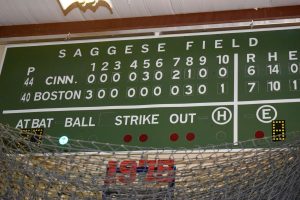 SAGGESE FIELD
P 1 2 3 4 5 6 7 8 9 10 R H E
44 CINN. 0 0 0 0 3 0 2 1 0 0 6 14 0
40 BOSTON 3 0 0 0 0 0 0 3 0 1 7 10 1
AT BAT BALL STRIKE OUT H E